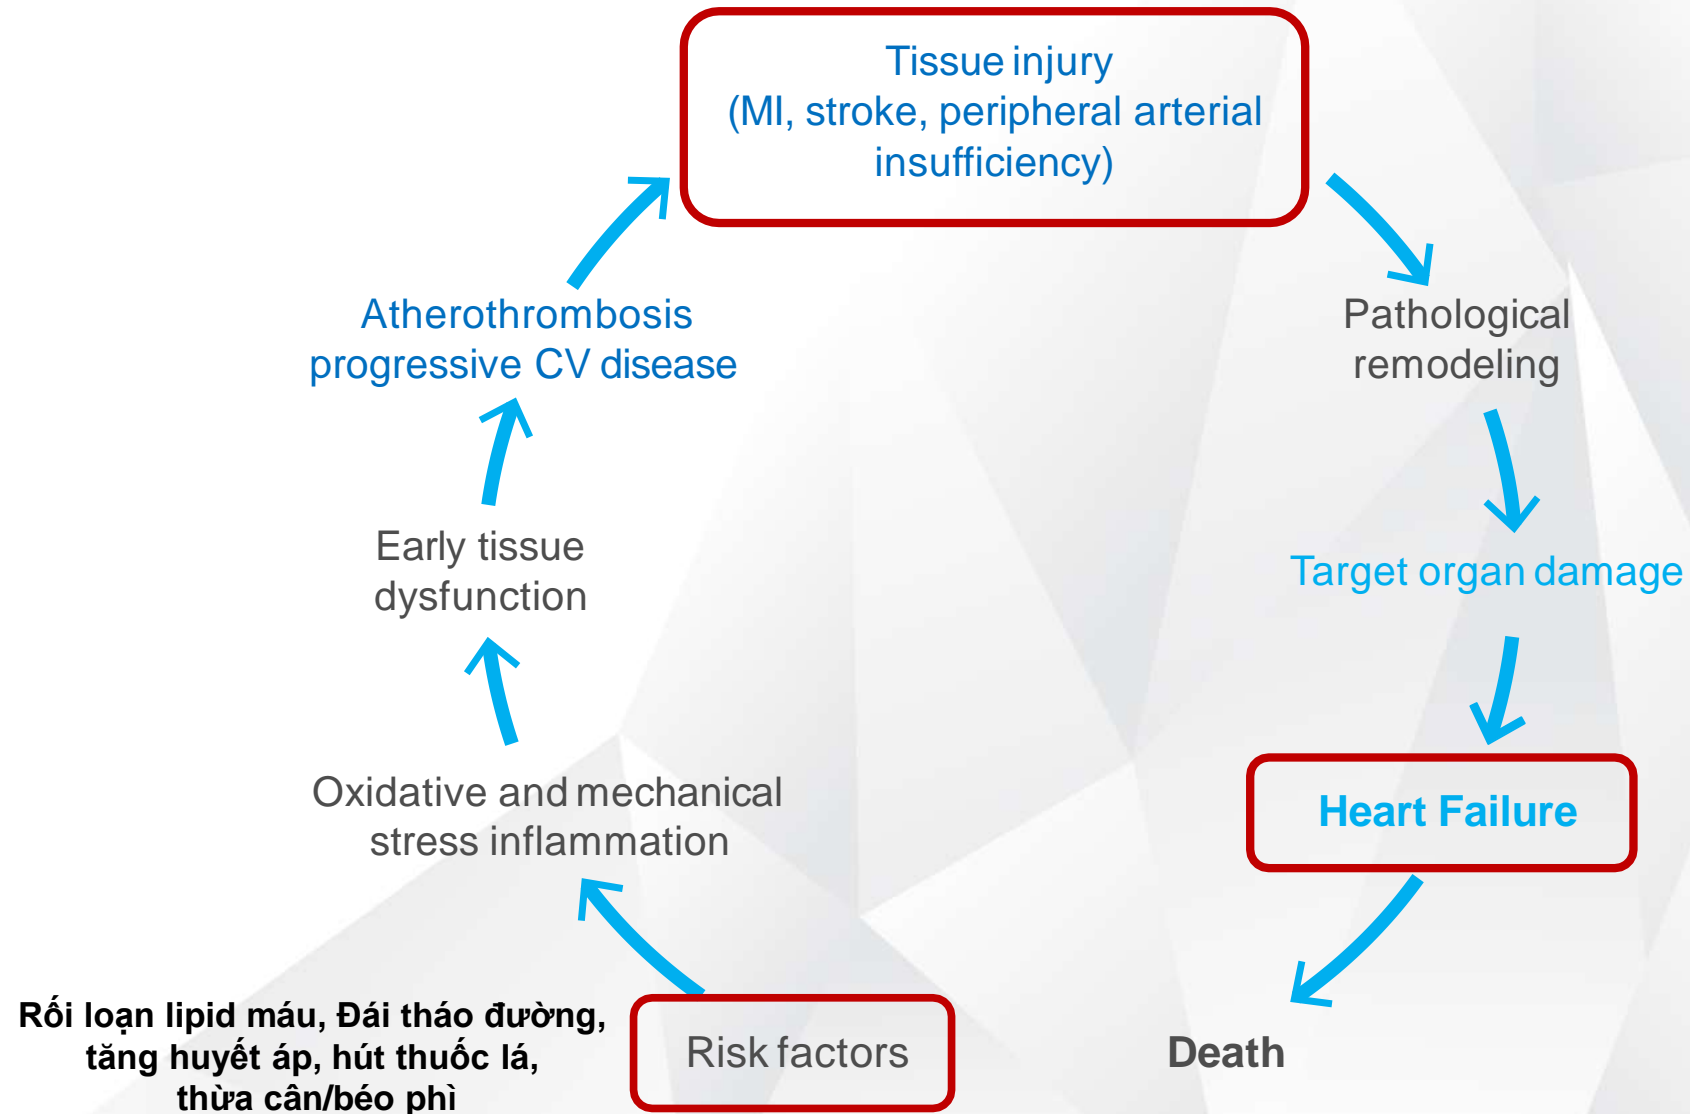 Tissue injury
(MI, stroke, peripheral arterial
insufficiency)
Atherothrombosis
progressive CV disease
Pathological
remodeling
Early tissue
dysfunction
Target organ damage
Oxidative and mechanical
stress inflammation
Heart Failure
Rối loạn lipid máu, Đái tháo đường,
tăng huyết áp, hút thuốc lá,
thừa cân/béo phì
Risk factors
Death